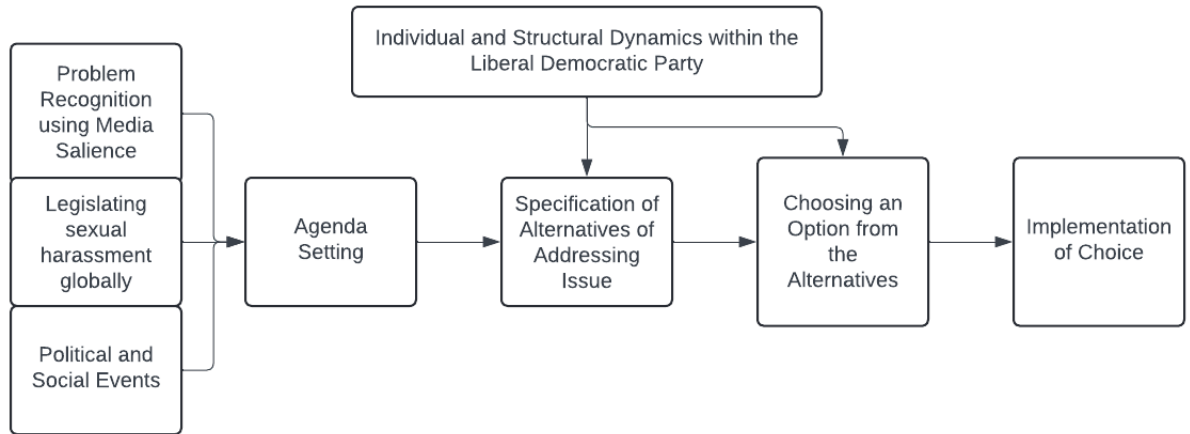 Individual and Structural Dynamics within the
Liberal Democratic Party
Problem
Recognition
using Media
Salience
Legislating
sexual
harassment
globally
Political and
Social Events
Agenda
Setting
Specification of
Alternatives of
Addressing
Issue
Choosing an
Option from
the
Alternatives
Implementation
of Choice